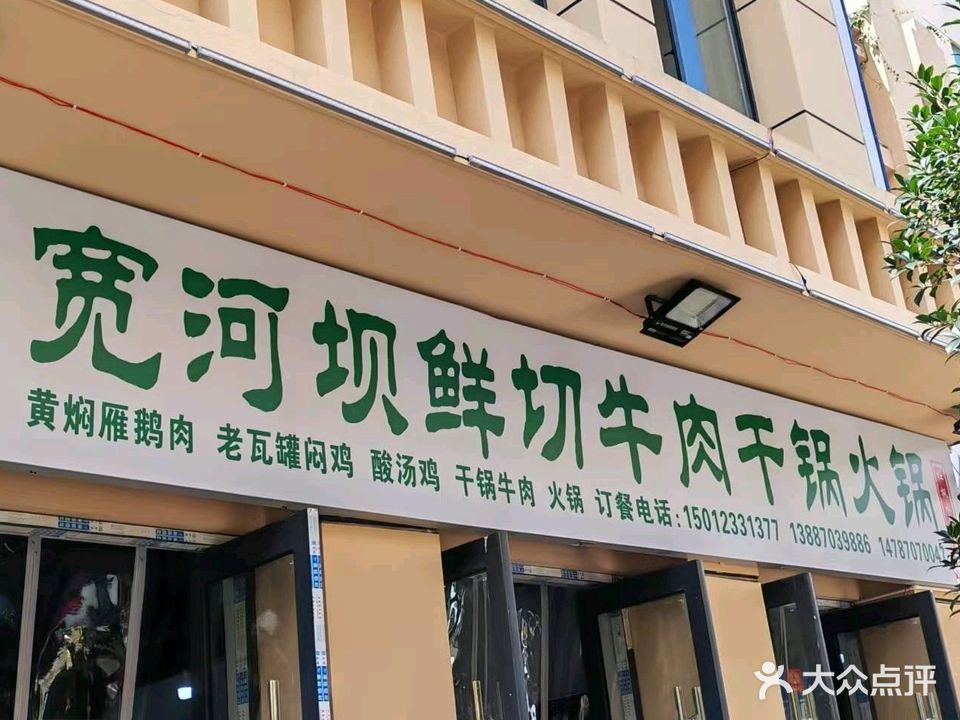 宽河坝鲜切牛肉干锅火锅
黄焖雁鹅肉 老瓦罐闷鸡 酸汤鸡 干锅牛肉 火锅 订餐电话:15012331377 13887039886
大众点评